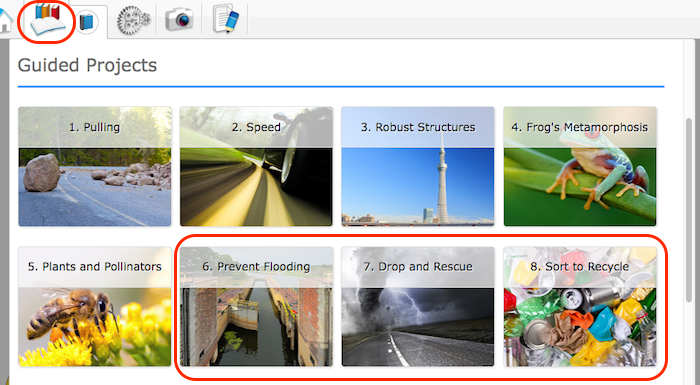 Guided Projects
1. Pulling
2. Speed
3. Robust Structures
4. Frog's Metamorphosis
5. Plants and Pollinators
6. Prevent Flooding
7. Drop and Rescue
8. Sort to Recycle